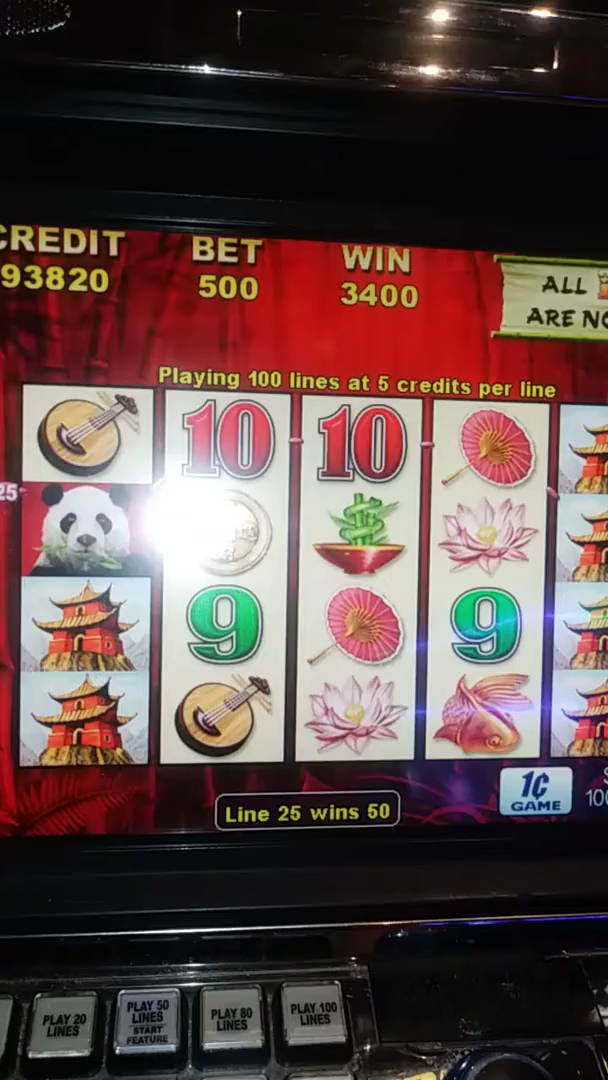 CREDIT BET WIN
93820 500 3400
ALL
ARE NO
Playing 100 lines at 5 credits per line
10 10
25
9 9
Line 25 wins 50
1¢
GAME
PLAY 20
LINES
PLAY 50
LINES
START
FEATURE
PLAY 80
LINES
PLAY 100
LINES